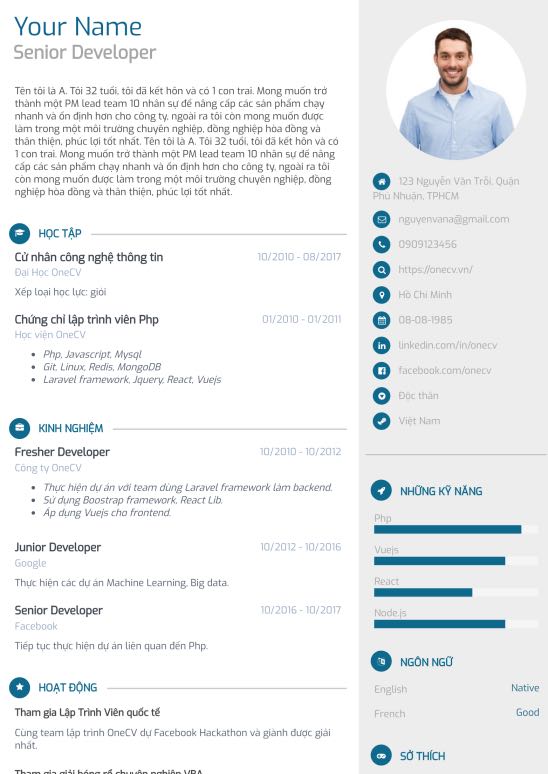 Your Name
Senior Developer
Tên tôi là A. Tôi 32 tuổi, tôi đã kết hôn và có 1 con trai. Mong muốn trở
thành một PM lead team 10 nhân sự để nâng cấp các sản phẩm chạy
nhanh và ổn định hơn cho công ty, ngoài ra tôi còn mong muốn được
làm trong một môi trường chuyên nghiệp, đồng nghiệp hòa đồng và
thân thiện, phúc lợi tốt nhất. Tên tôi là A. Tôi 32 tuổi, tôi đã kết hôn và có
1 con trai. Mong muốn trở thành một PM lead team 10 nhân sự để nâng
cấp các sản phẩm chạy nhanh và ổn định hơn cho công ty, ngoài ra tôi
còn mong muốn được làm trong một môi trường chuyên nghiệp, đồng
nghiệp hòa đồng và thân thiện, phúc lợi tốt nhất.
HỌC TẬP
Cử nhân công nghệ thông tin 10/2010 - 08/2017
Đại Học OneCV
Xếp loại học lực: giỏi
Chứng chỉ lập trình viên Php 01/2010 - 01/2011
Học viện OneCV
• Php, Javascript, Mysql
• Git, Linux, Redis, MongoDB
• Laravel framework, Jquery, React, Vuejs
KINH NGHIỆM
Fresher Developer 10/2010 - 10/2012
Công ty OneCV
• Thực hiện dự án với team dùng Laravel framework làm backend.
• Sử dụng Boostrap framework, React Lib.
• Áp dụng Vuejs cho frontend.
Junior Developer 10/2012 - 10/2016
Google
Thực hiện các dự án Machine Learning, Big data.
Senior Developer 10/2016 - 10/2017
Facebook
Tiếp tục thực hiện dự án liên quan đến Php.
HOẠT ĐỘNG
Tham gia Lập Trình Viên quốc tế
Cùng team lập trình OneCV dự Facebook Hackathon và giành được giải
nhất.
Tham gia giải bóng rổ chuyên nghiệp VBA
123 Nguyễn Văn Trỗi, Quận
Phú Nhuận, TPHCM
nguyenvana@gmail.com
0909123456
https://onecv.vn/
Hồ Chí Minh
08-08-1985
linkedin.com/in/onecv
facebook.com/onecv
Độc thân
Việt Nam
NHỮNG KỸ NĂNG
Php
Vuejs
React
Node.js
NGÔN NGỮ
English Native
French Good
SỞ THÍCH